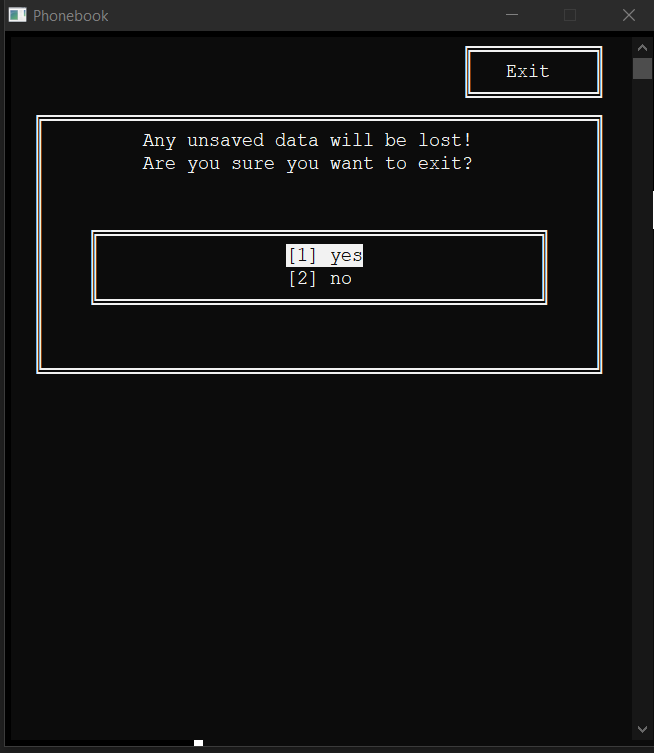 Phonebook
Exit
Any unsaved data will be lost!
Are you sure you want to exit?
[1] yes
[2] no